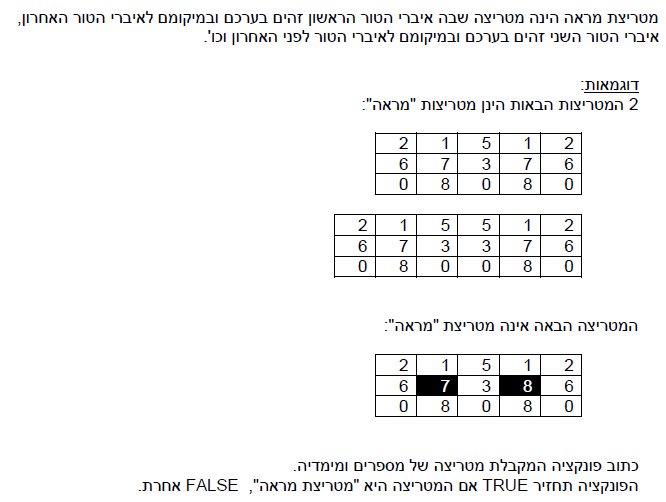 מטריצת מראה הינה מטריצה שבה איברי הטור הראשון זהים בערכם ובמיקומם לאיברי הטור האחרון,
איברי הטור השני זהים בערכם ובמיקומם לאיברי הטור לפני האחרון וכו'.
דוגמאות:
2 המטריצות הבאות הינן מטריצות "מראה":
2 1 5 1 2
6 7 3 7 6
0 8 0 8 0
2 1 5 5 1 2
6 7 3 3 7 6
0 8 0 0 8 0
המטריצה הבאה אינה מטריצת "מראה":
2 1 5 1 2
6 7 3 8 6
0 8 0 8 0
כתוב פונקציה המקבלת מטריצה של מספרים ומימדיה.
הפונקציה תחזיר TRUE אם המטריצה היא "מטריצת מראה", FALSE אחרת.